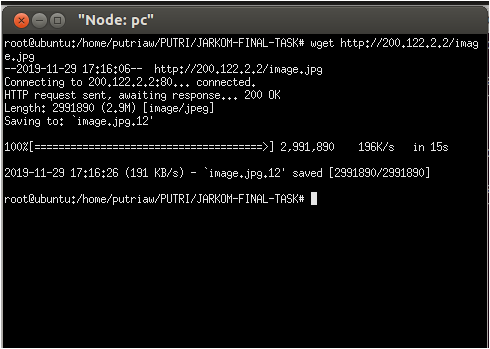 "Node: pc"
root@ubuntu:/home/putriaw/PUTRI/JARKOM-FINAL-TASK# wget http://200.122.2.2/imag
e.jpg
--2019-11-29 17:16:06--  http://200.122.2.2/image.jpg
Connecting to 200.122.2.2:80... connected.
HTTP request sent, awaiting response... 200 OK
Length: 2991890 (2.9M) [image/jpeg]
Saving to: `image.jpg.12'
100%[======================================>] 2,991,890    196K/s   in 15s
2019-11-29 17:16:26 (191 KB/s) - `image.jpg.12' saved [2991890/2991890]
root@ubuntu:/home/putriaw/PUTRI/JARKOM-FINAL-TASK#